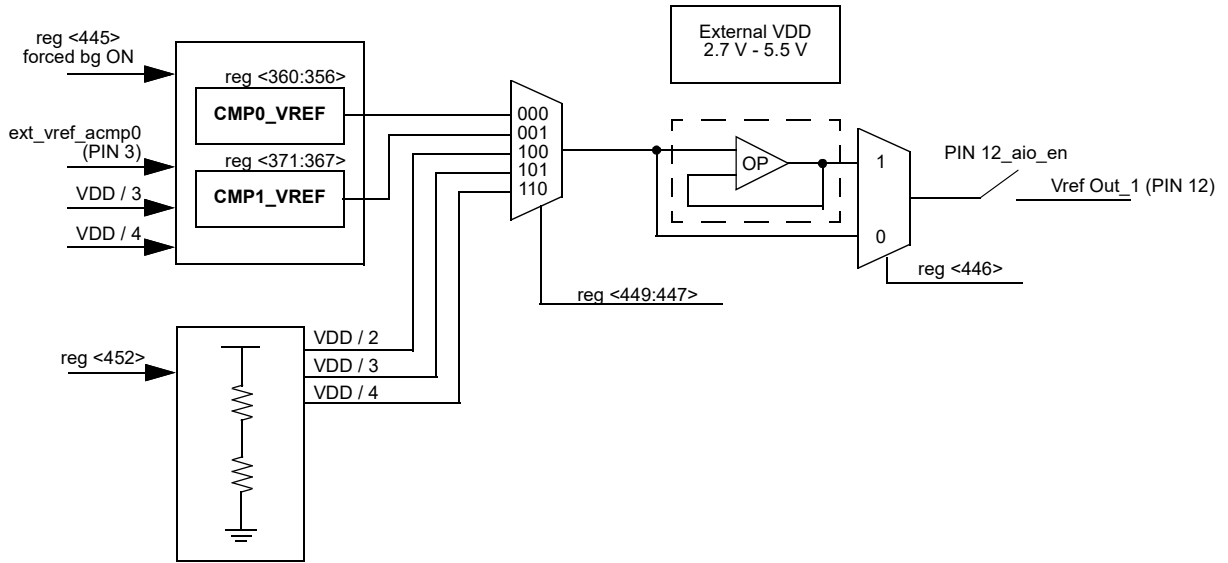 External VDD
2.7 V - 5.5 V
reg <445>
forced bg ON
reg <360:356>
CMP0_VREF
ext_vref_acmp0
(PIN 3)
reg <371:367>
CMP1_VREF
VDD / 3
VDD / 4
000
001
100
101
110
OP
1
0
PIN 12_aio_en
Vref Out_1 (PIN 12)
reg <446>
reg <449:447>
reg <452>
VDD / 2
VDD / 3
VDD / 4